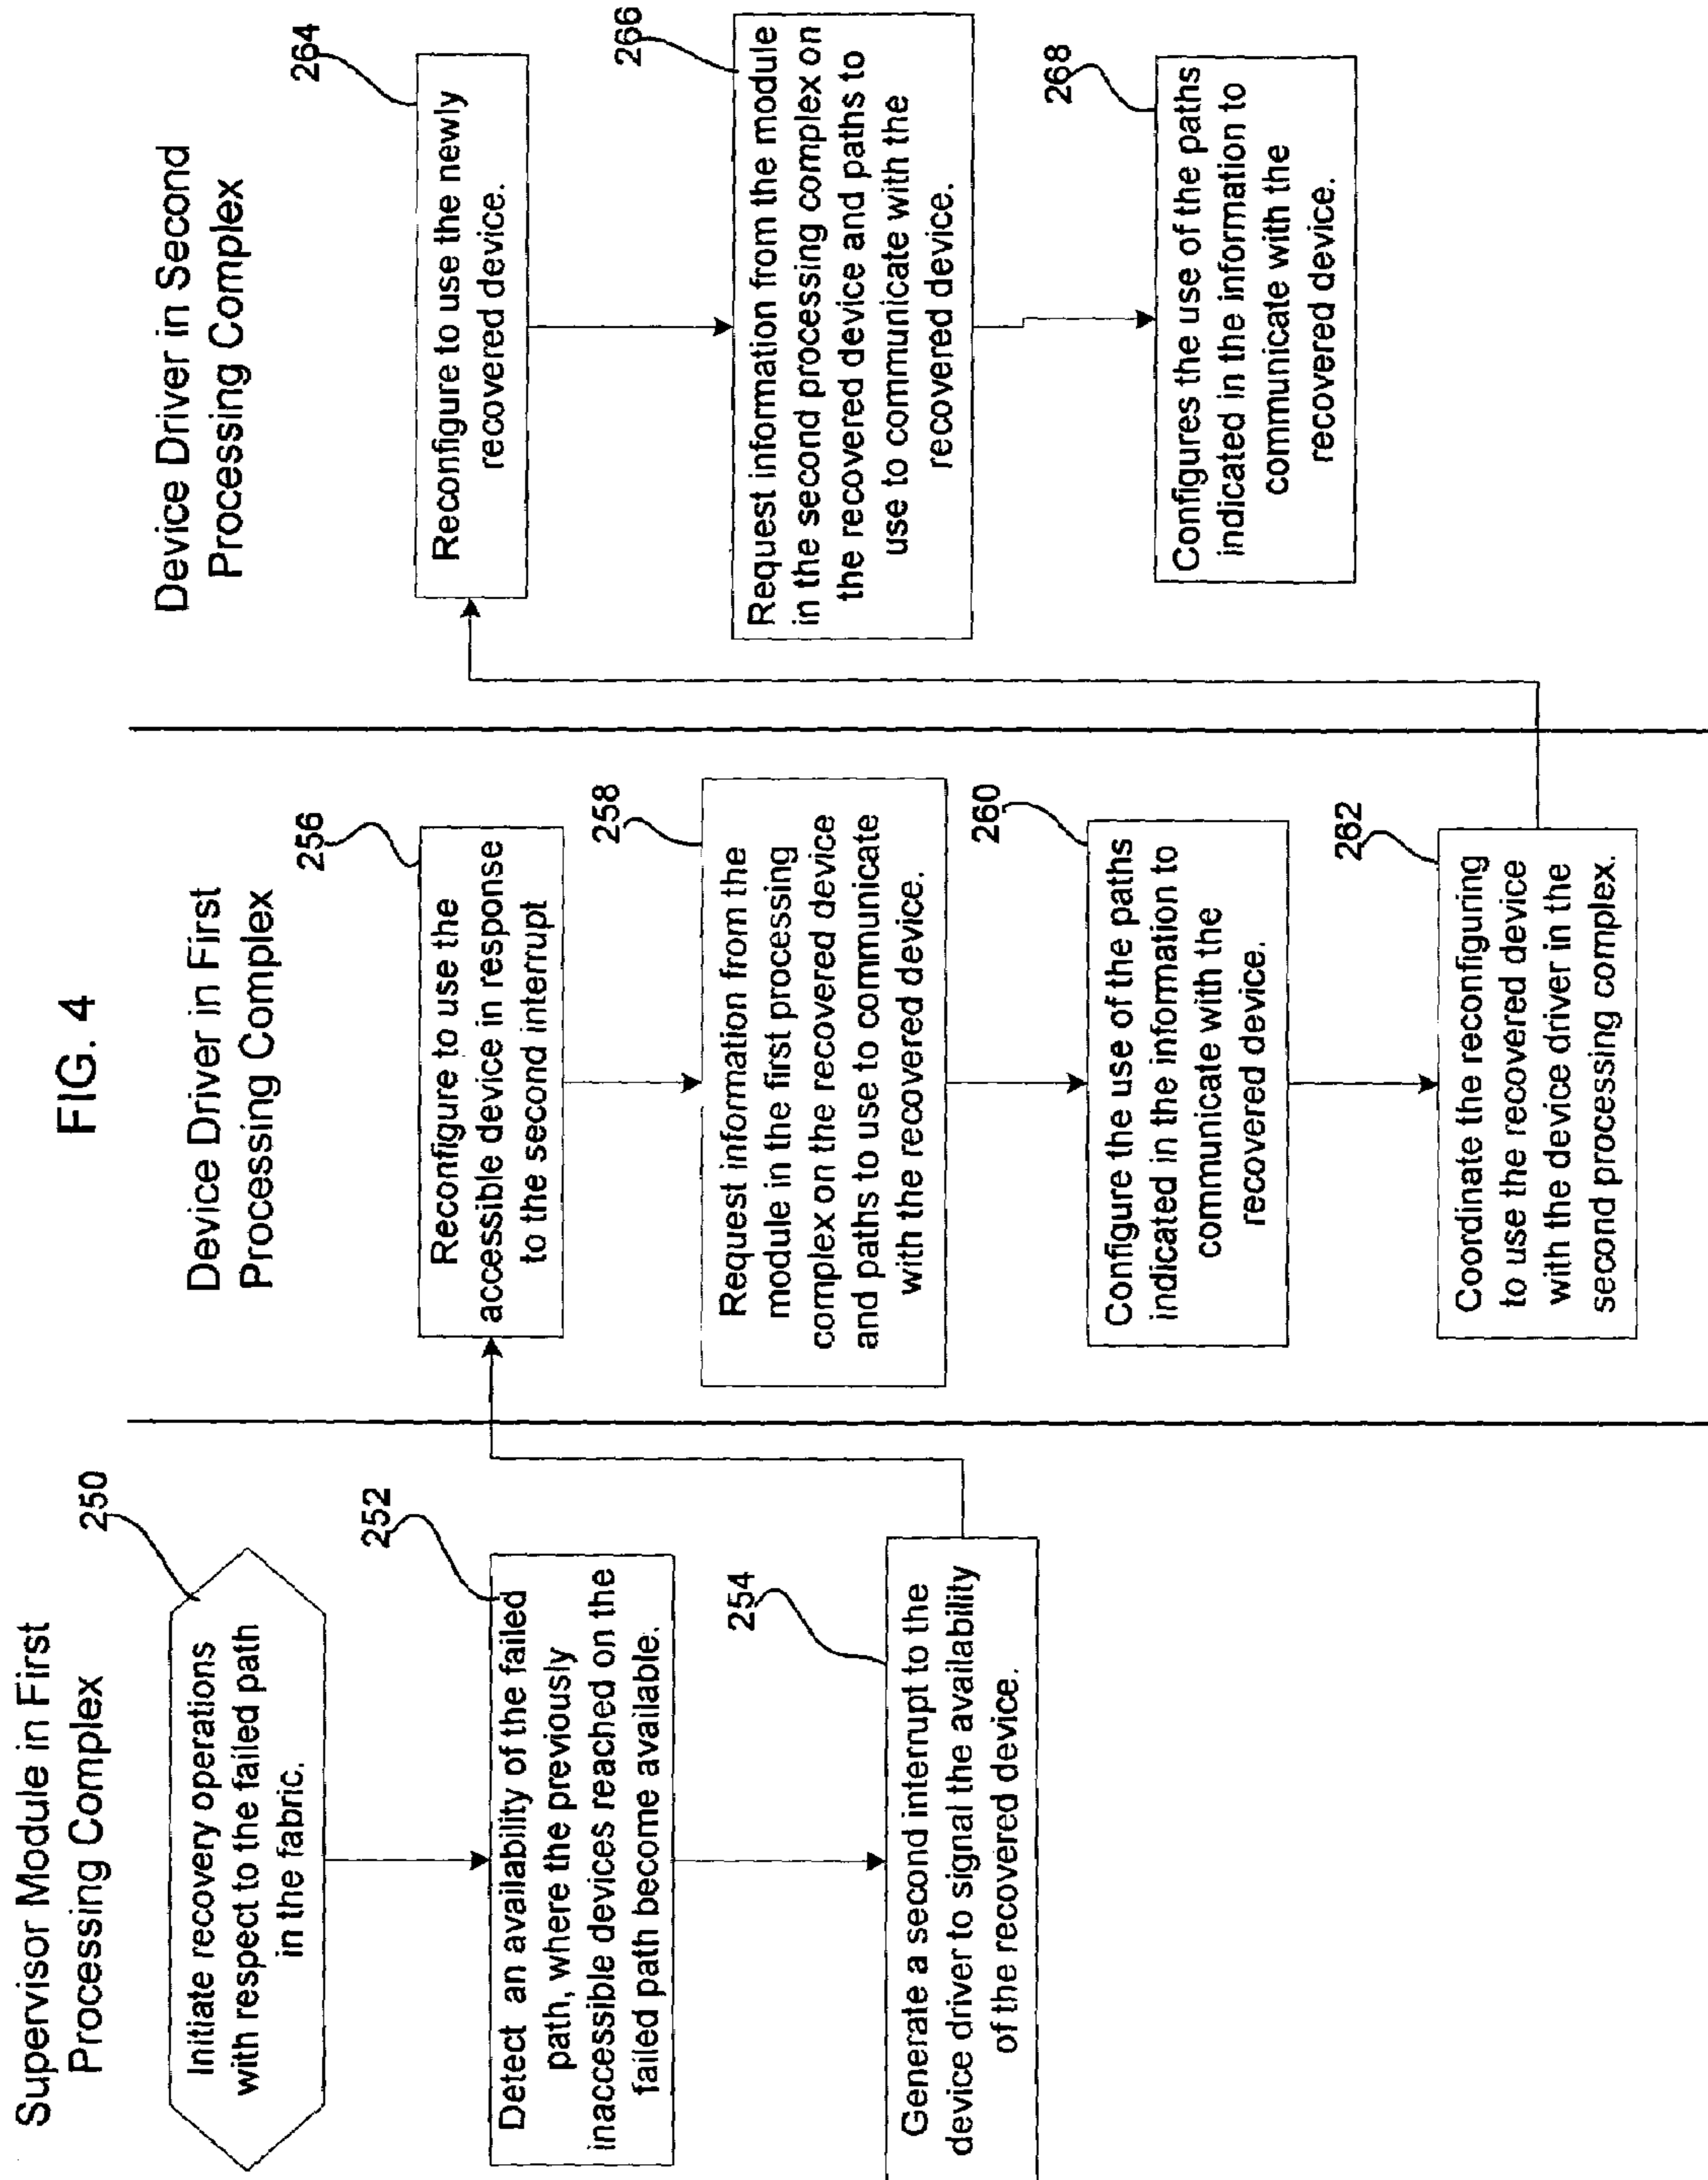 FIG. 4
Supervisor Module in First
Processing Complex
250
Initiate recovery operations
with respect to the failed path
in the fabric.
252
Detect an availability of the failed
path, where the previously
inaccessible devices reached on the
failed path become available.
254
Generate a second interrupt to the
device driver to signal the availability
of the recovered device.
Device Driver in First
Processing Complex
256
Reconfigure to use the
accessible device in response
to the second interrupt
258
Request information from the
module in the first processing
complex on the recovered device
and paths to use to communicate
with the recovered device.
260
Configure the use of the paths
indicated in the information to
communicate with the
recovered device.
262
Coordinate the reconfiguring
to use the recovered device
with the device driver in the
second processing complex.
Device Driver in Second
Processing Complex
264
Reconfigure to use the newly
recovered device.
266
Request information from the module
in the second processing complex on
the recovered device and paths to
use to communicate with the
recovered device.
268
Configures the use of the paths
indicated in the information to
communicate with the
recovered device.